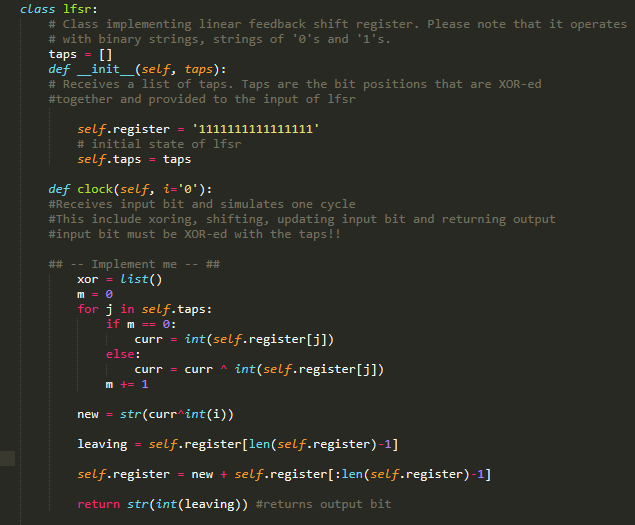 class lfsr:
    # Class implementing linear feedback shift register. Please note that it operates
    # with binary strings, strings of '0's and '1's.
    taps = []
    def __init__(self, taps):
    # Receives a list of taps. Taps are the bit positions that are XOR-ed
    #together and provided to the input of lfsr
        self.register = '1111111111111111'
        # initial state of lfsr
        self.taps = taps
    def clock(self, i='0'):
    #Receives input bit and simulates one cycle
    #This include xoring, shifting, updating input bit and returning output
    #input bit must be XOR-ed with the taps!!
    ## -- Implement me -- ##
        xor = list()
        m = 0
        for j in self.taps:
            if m == 0:
                curr = int(self.register[j])
            else:
                curr = curr ^ int(self.register[j])
            m += 1
        new = str(curr^int(i))
        leaving = self.register[len(self.register)-1]
        self.register = new + self.register[:len(self.register)-1]
        return str(int(leaving)) #returns output bit